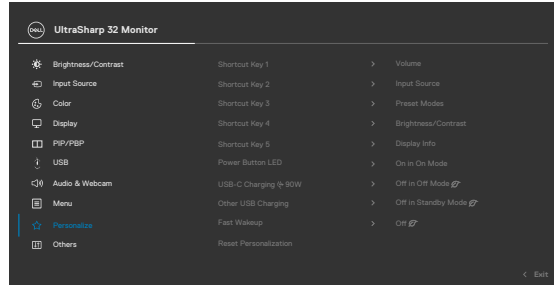 DELL UltraSharp 32 Monitor
Brightness/Contrast Shortcut Key 1 > Volume
Input Source Shortcut Key 2 > Input Source
Color Shortcut Key 3 > Preset Modes
Display Shortcut Key 4 > Brightness/Contrast
PIP/PBP Shortcut Key 5 > Display Info
USB Power Button LED > On in On Mode
Audio & Webcam USB-C Charging 90W > Off in Off Mode
Menu Other USB Charging > Off in Standby Mode
Personalize Fast Wakeup > Off
Others Reset Personalization
< Exit